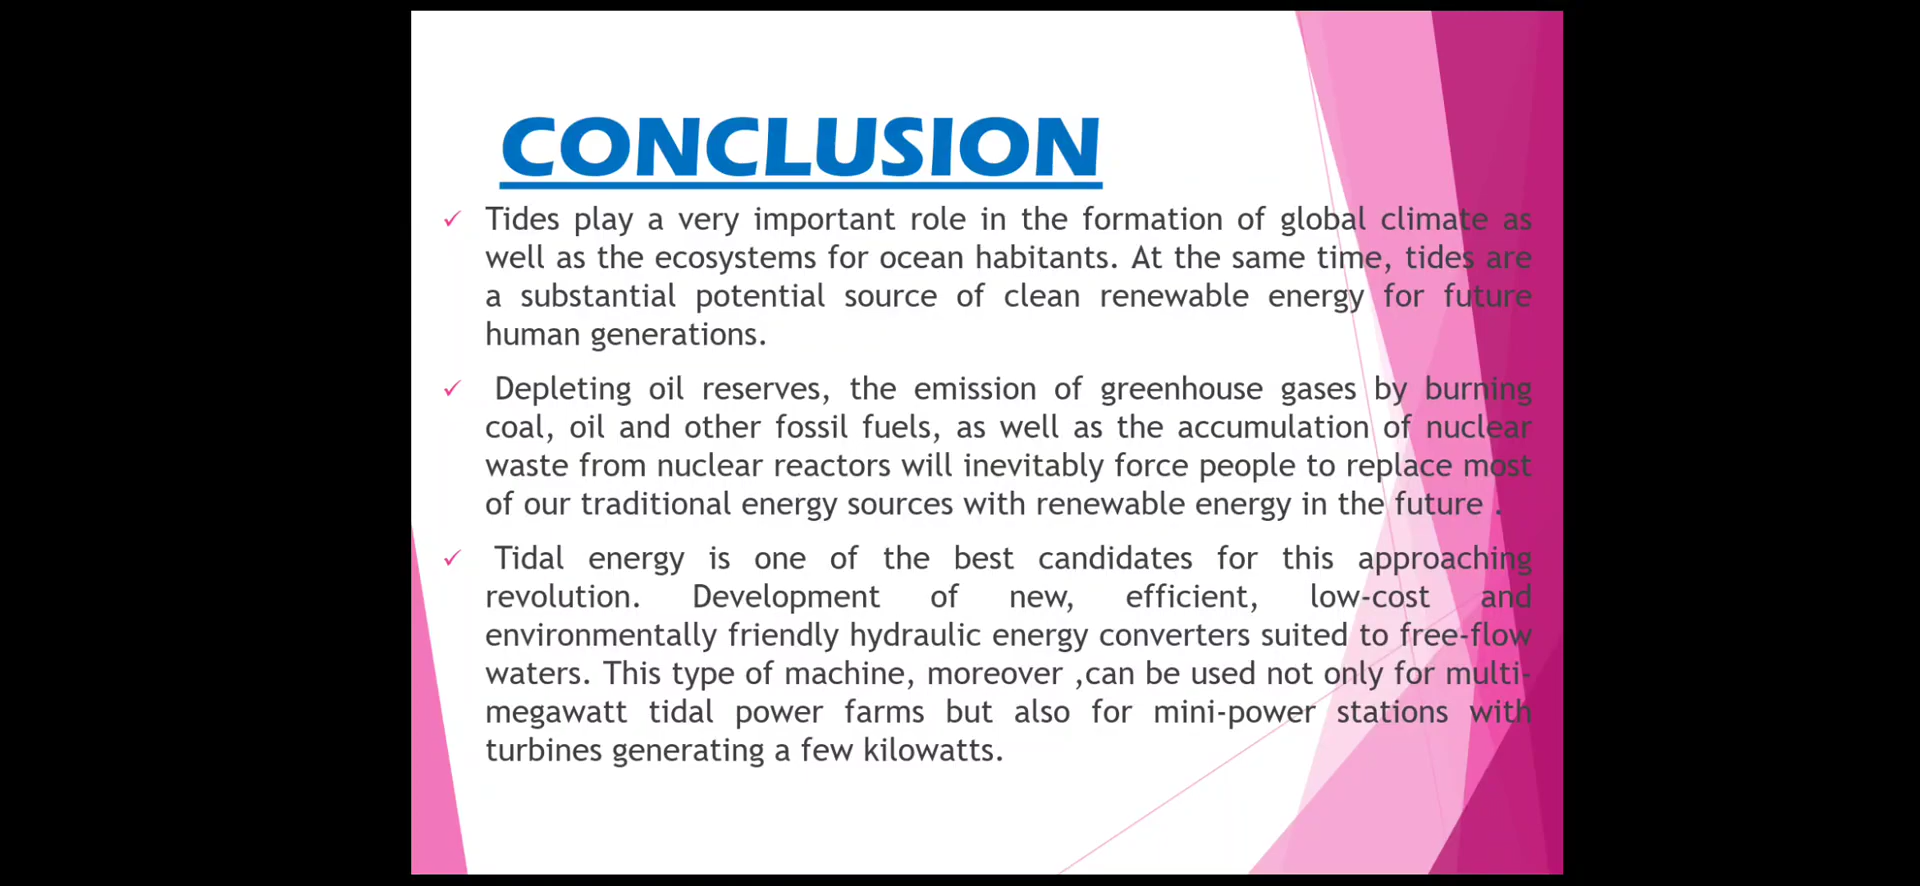 CONCLUSION
Tides play a very important role in the formation of global climate as
well as the ecosystems for ocean habitants. At the same time, tides are
a substantial potential source of clean renewable energy for future
human generations.
Depleting oil reserves, the emission of greenhouse gases by burning
coal, oil and other fossil fuels, as well as the accumulation of nuclear
waste from nuclear reactors will inevitably force people to replace most
of our traditional energy sources with renewable energy in the future .
Tidal energy is one of the best candidates for this approaching
revolution. Development of new, efficient, low-cost and
environmentally friendly hydraulic energy converters suited to free-flow
waters. This type of machine, moreover ,can be used not only for multi-
megawatt tidal power farms but also for mini-power stations with
turbines generating a few kilowatts.